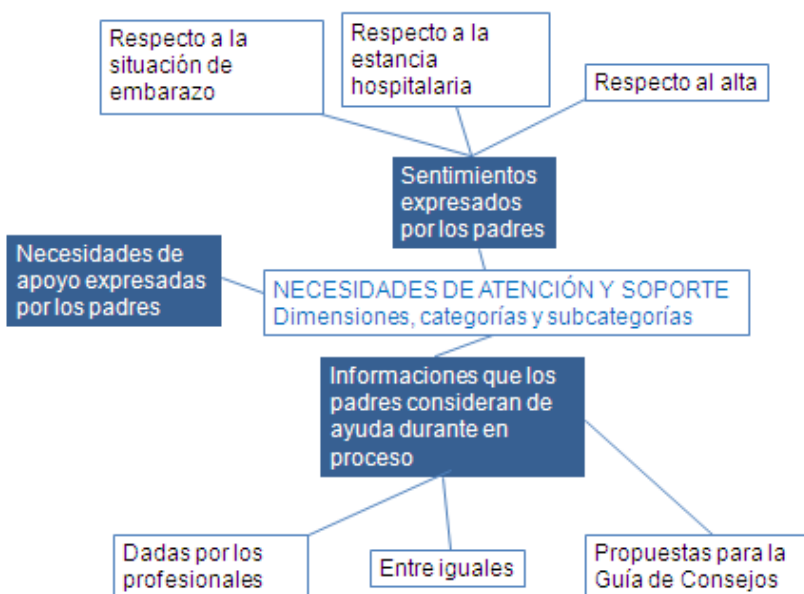 Respecto a la
situación de
embarazo
Respecto a la
estancia
hospitalaria
Respecto al alta
Sentimientos
expresados
por los padres
Necesidades de
apoyo expresadas
por los padres
NECESIDADES DE ATENCIÓN Y SOPORTE
Dimensiones, categorías y subcategorías
Informaciones que los
padres consideran de
ayuda durante en
proceso
Dadas por los
profesionales
Entre iguales
Propuestas para la
Guía de Consejos